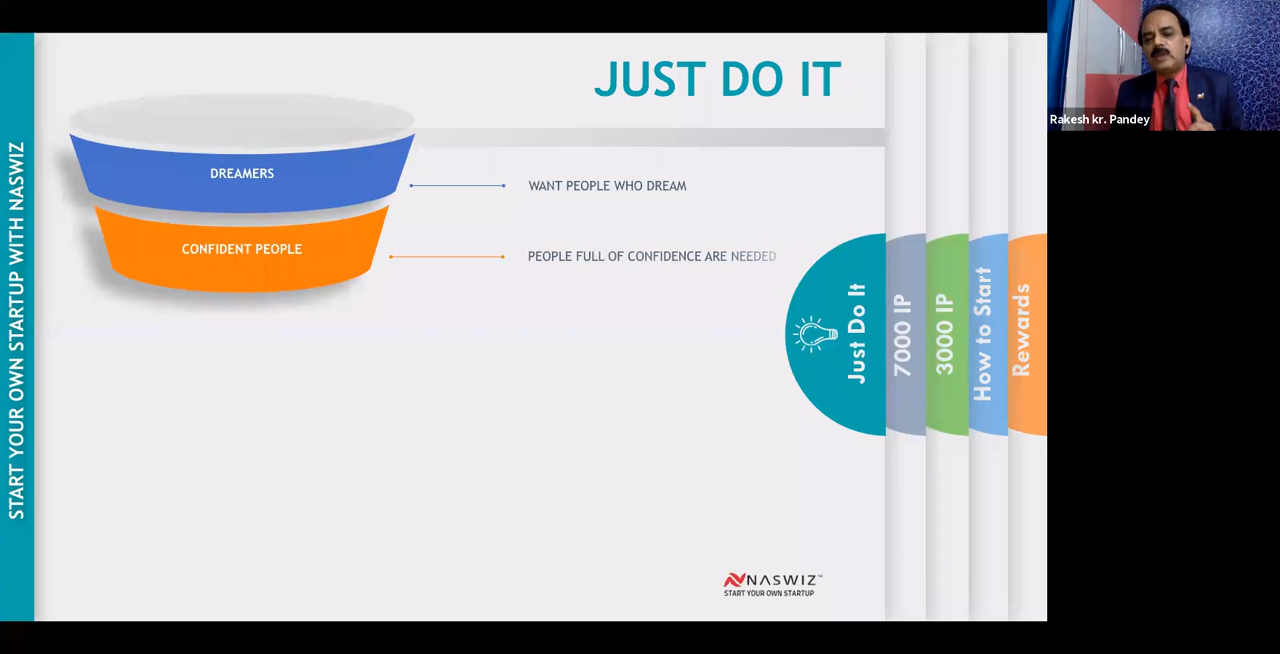 START YOUR OWN STARTUP WITH NASWIZ
JUST DO IT
DREAMERS
WANT PEOPLE WHO DREAM
CONFIDENT PEOPLE
PEOPLE FULL OF CONFIDENCE ARE NEEDED
Just Do It
7000 IP
3000 IP
How to Start
Rewards
NASWIZ™
START YOUR OWN STARTUP
Rakesh kr. Pandey